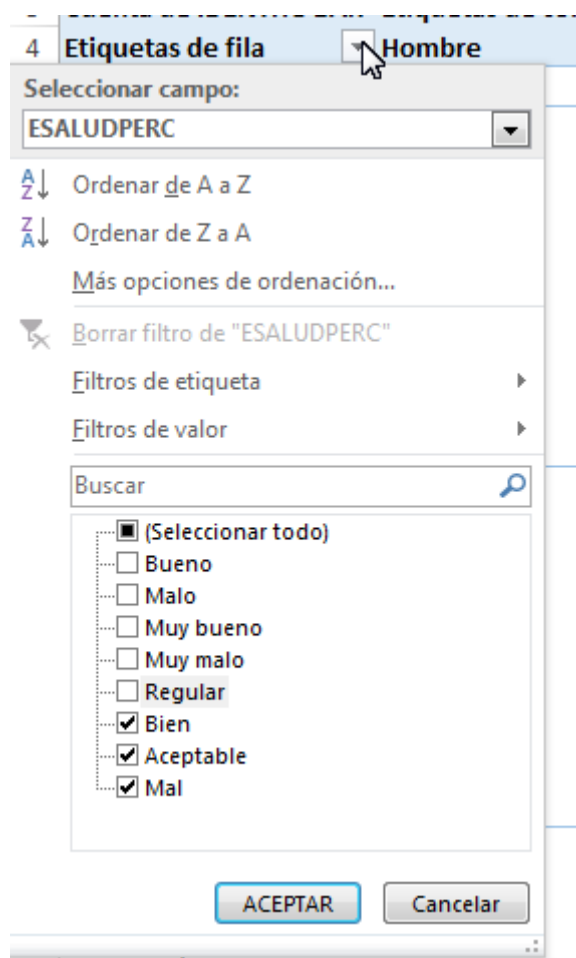 4 Etiquetas de fila Hombre
Seleccionar campo:
ESALUDPERC
Ordenar de A a Z
Ordenar de Z a A
Más opciones de ordenación...
Borrar filtro de "ESALUDPERC"
Filtros de etiqueta
Filtros de valor
Buscar
(Seleccionar todo)
Bueno
Malo
Muy bueno
Muy malo
Regular
Bien
Aceptable
Mal
ACEPTAR Cancelar